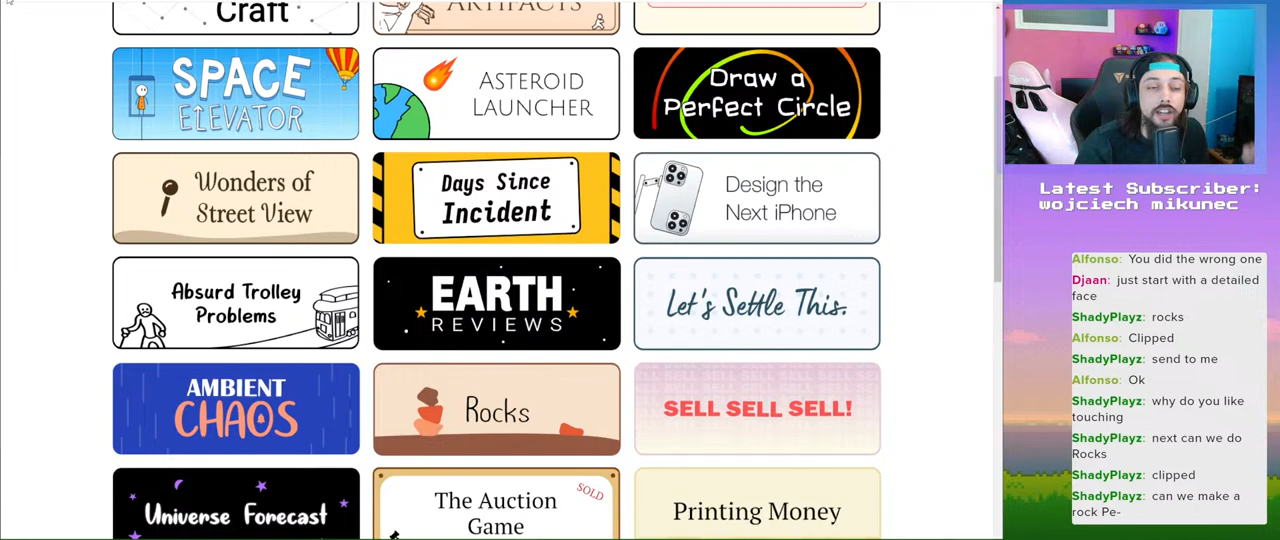 Craft
ARTIFACTS
SPACE
ELEVATOR
ASTEROID
LAUNCHER
Draw a
Perfect Circle
Wonders of
Street View
Days Since
Incident
Design the
Next iPhone
Absurd Trolley
Problems
EARTH
REVIEWS
Let's Settle This.
AMBIENT
CHAOS
Rocks
SELL SELL SELL!
Universe Forecast
The Auction
Game
SOLD
Printing Money
Latest Subscriber:
wojciech mikunec
Alfonso: You did the wrong one
Djaan: just start with a detailed
face
ShadyPlayz: rocks
Alfonso: Clipped
ShadyPlayz: send to me
Alfonso: Ok
ShadyPlayz: why do you like
touching
ShadyPlayz: next can we do
Rocks
ShadyPlayz: clipped
ShadyPlayz: can we make a
rock Pe-